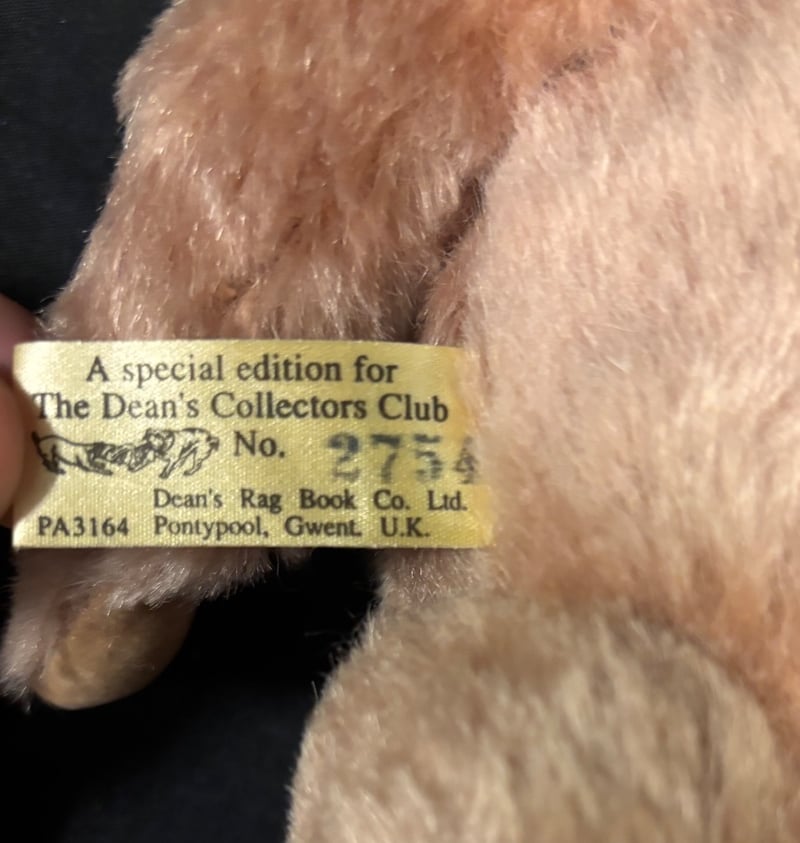 A special edition for
The Dean's Collectors Club
No. 2754
Dean's Rag Book Co. Ltd.
PA3164 Pontypool, Gwent. U.K.